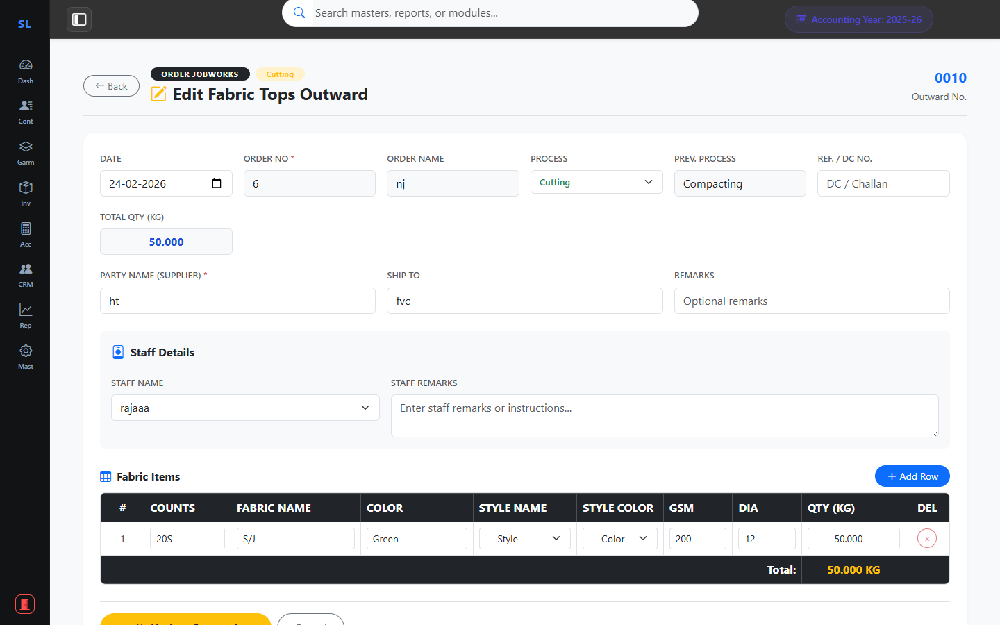 SL
Search masters, reports, or modules...
Accounting Year: 2025-26
Dash
Cont
Garm
Inv
Acc
CRM
Rep
Mast
Back
ORDER JOBWORKS
Cutting
Edit Fabric Tops Outward
0010
Outward No.
DATE
ORDER NO *
ORDER NAME
PROCESS
PREV. PROCESS
REF. / DC NO.
24-02-2026
6
nj
Cutting
Compacting
DC / Challan
TOTAL QTY (KG)
50.000
PARTY NAME (SUPPLIER) *
SHIP TO
REMARKS
ht
fvc
Optional remarks
Staff Details
STAFF NAME
STAFF REMARKS
rajaaa
Enter staff remarks or instructions...
Fabric Items
+ Add Row
# COUNTS FABRIC NAME COLOR STYLE NAME STYLE COLOR GSM DIA QTY (KG) DEL
1 20S S/J Green — Style — — Color – 200 12 50.000 ×
Total: 50.000 KG